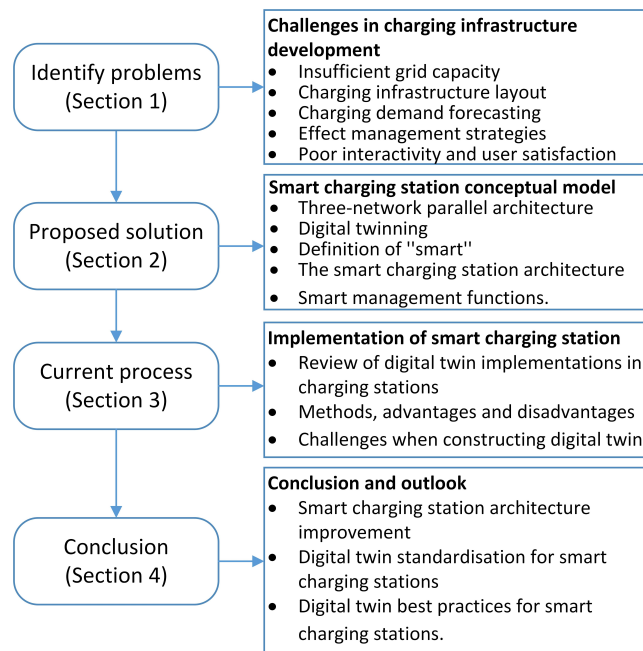 Identify problems
(Section 1)
Challenges in charging infrastructure
development
• Insufficient grid capacity
• Charging infrastructure layout
• Charging demand forecasting
• Effect management strategies
• Poor interactivity and user satisfaction
Proposed solution
(Section 2)
Smart charging station conceptual model
• Three-network parallel architecture
• Digital twinning
• Definition of "smart"
• The smart charging station architecture
• Smart management functions.
Current process
(Section 3)
Implementation of smart charging station
• Review of digital twin implementations in
charging stations
• Methods, advantages and disadvantages
• Challenges when constructing digital twin
Conclusion
(Section 4)
Conclusion and outlook
• Smart charging station architecture
improvement
• Digital twin standardisation for smart
charging stations
• Digital twin best practices for smart
charging stations.